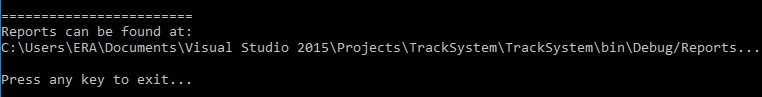 ========================
Reports can be found at:
C:\Users\ERA\Documents\Visual Studio 2015\Projects\TrackSystem\TrackSystem\bin\Debug/Reports...
Press any key to exit...